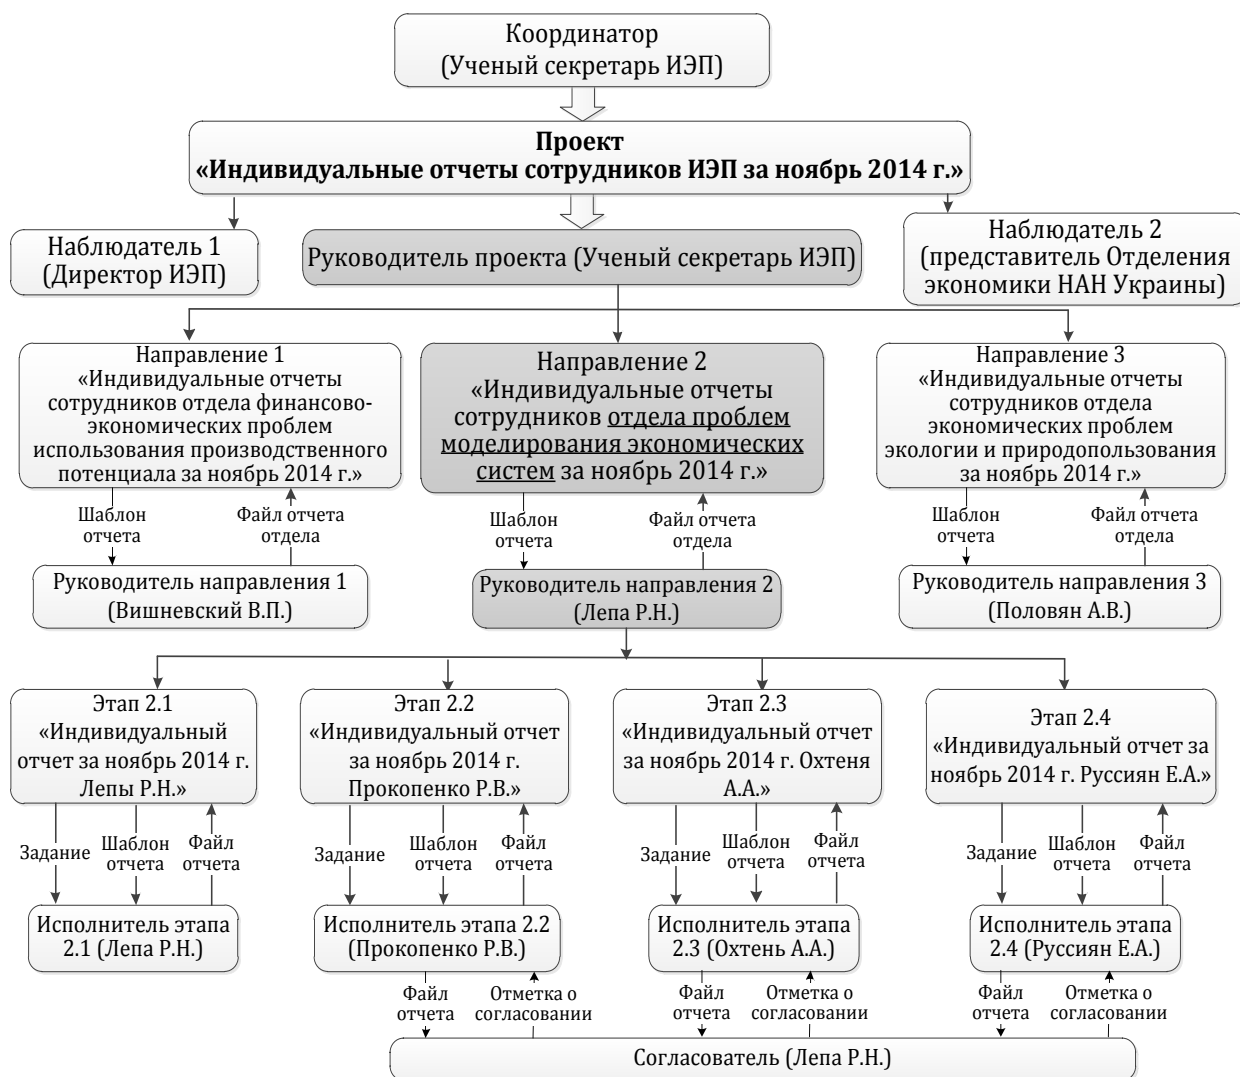 Координатор
(Ученый секретарь ИЭП)
Проект
«Индивидуальные отчеты сотрудников ИЭП за ноябрь 2014 г.»
Наблюдатель 1
(Директор ИЭП)
Руководитель проекта (Ученый секретарь ИЭП)
Наблюдатель 2
(представитель Отделения
экономики НАН Украины)
Направление 1
«Индивидуальные отчеты
сотрудников отдела финансово-
экономических проблем
использования производственного
потенциала за ноябрь 2014 г.»
Направление 2
«Индивидуальные отчеты
сотрудников отдела проблем
моделирования экономических
систем за ноябрь 2014 г.»
Направление 3
«Индивидуальные отчеты
сотрудников отдела
экономических проблем
экологии и природопользования
за ноябрь 2014 г.»
Шаблон
отчета
Файл отчета
отдела
Шаблон
отчета
Файл отчета
отдела
Шаблон
отчета
Файл отчета
отдела
Руководитель направления 1
(Вишневский В.П.)
Руководитель направления 2
(Лепа Р.Н.)
Руководитель направления 3
(Половян А.В.)
Этап 2.1
«Индивидуальный
отчет за ноябрь 2014 г.
Лепы Р.Н.»
Этап 2.2
«Индивидуальный отчет
за ноябрь 2014 г.
Прокопенко Р.В.»
Этап 2.3
«Индивидуальный отчет
за ноябрь 2014 г. Охтеня
А.А.»
Этап 2.4
«Индивидуальный отчет за
ноябрь 2014 г. Руссиян Е.А.»
Задание
Шаблон
отчета
Файл
отчета
Задание
Шаблон
отчета
Файл
отчета
Задание
Шаблон
отчета
Файл
отчета
Задание
Шаблон
отчета
Файл
отчета
Исполнитель этапа
2.1 (Лепа Р.Н.)
Исполнитель этапа 2.2
(Прокопенко Р.В.)
Исполнитель этапа
2.3 (Охтень А.А.)
Исполнитель этапа
2.4 (Руссиян Е.А.)
Файл
отчета
Отметка о
согласовании
Файл
отчета
Отметка о
согласовании
Файл
отчета
Отметка о
согласовании
Согласователь (Лепа Р.Н.)